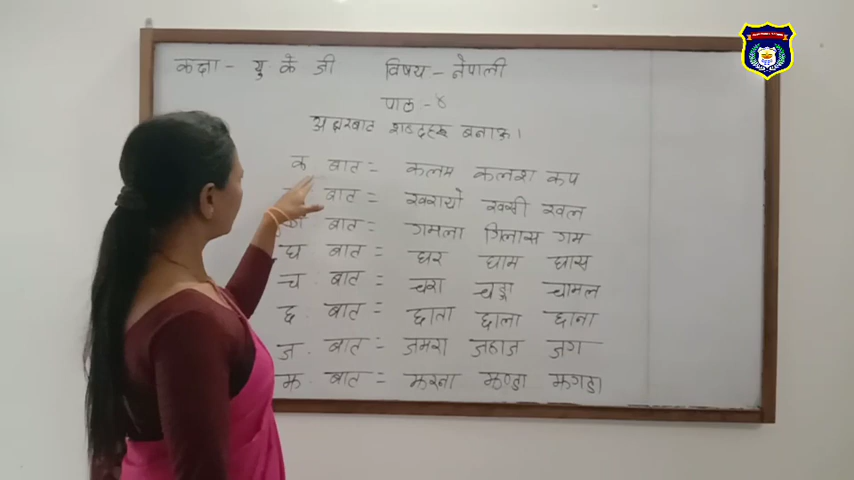 कक्षा - यु के जी विषय - नेपाली
पाठ - ४
अक्षरबाट शब्दहरू बनाऊ ।
क बाट = कलम कलश कप
बाट = खरायो खसी खल
ग बाट = गमला गिलास गम
घ बाट = घर घाम घाँस
च. बाट = चरा चङ्गा चामल
छ. बाट = छाता छाला छाना
ज. बाट = जमरा जहाज जग
झ. बाट = झरना झण्डा झगडा